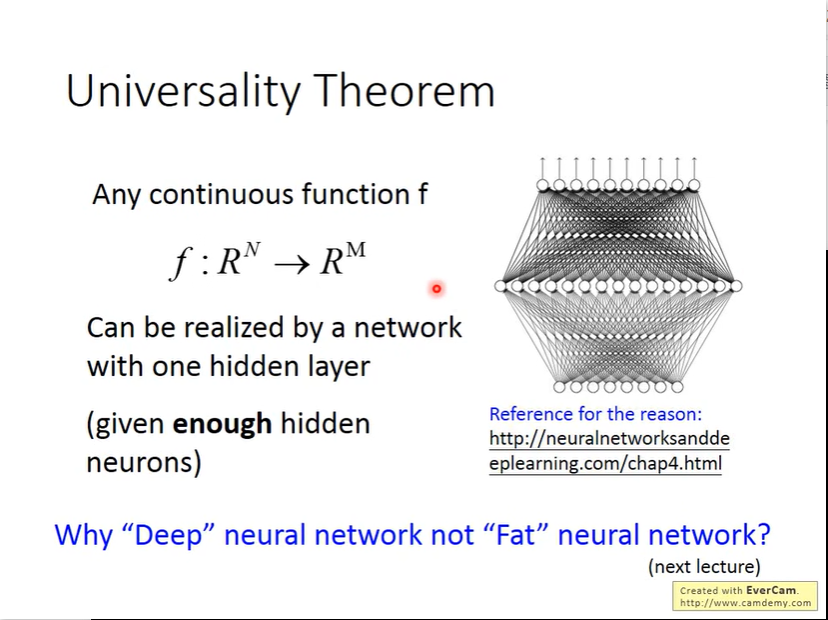 Universality Theorem
Any continuous function f
f : R^N → R^M
Can be realized by a network
with one hidden layer
(given enough hidden
neurons)
Reference for the reason:
http://neuralnetworksandde
eplearning.com/chap4.html
Why “Deep” neural network not “Fat” neural network?
(next lecture)
Created with EverCam.
http://www.camdemy.com